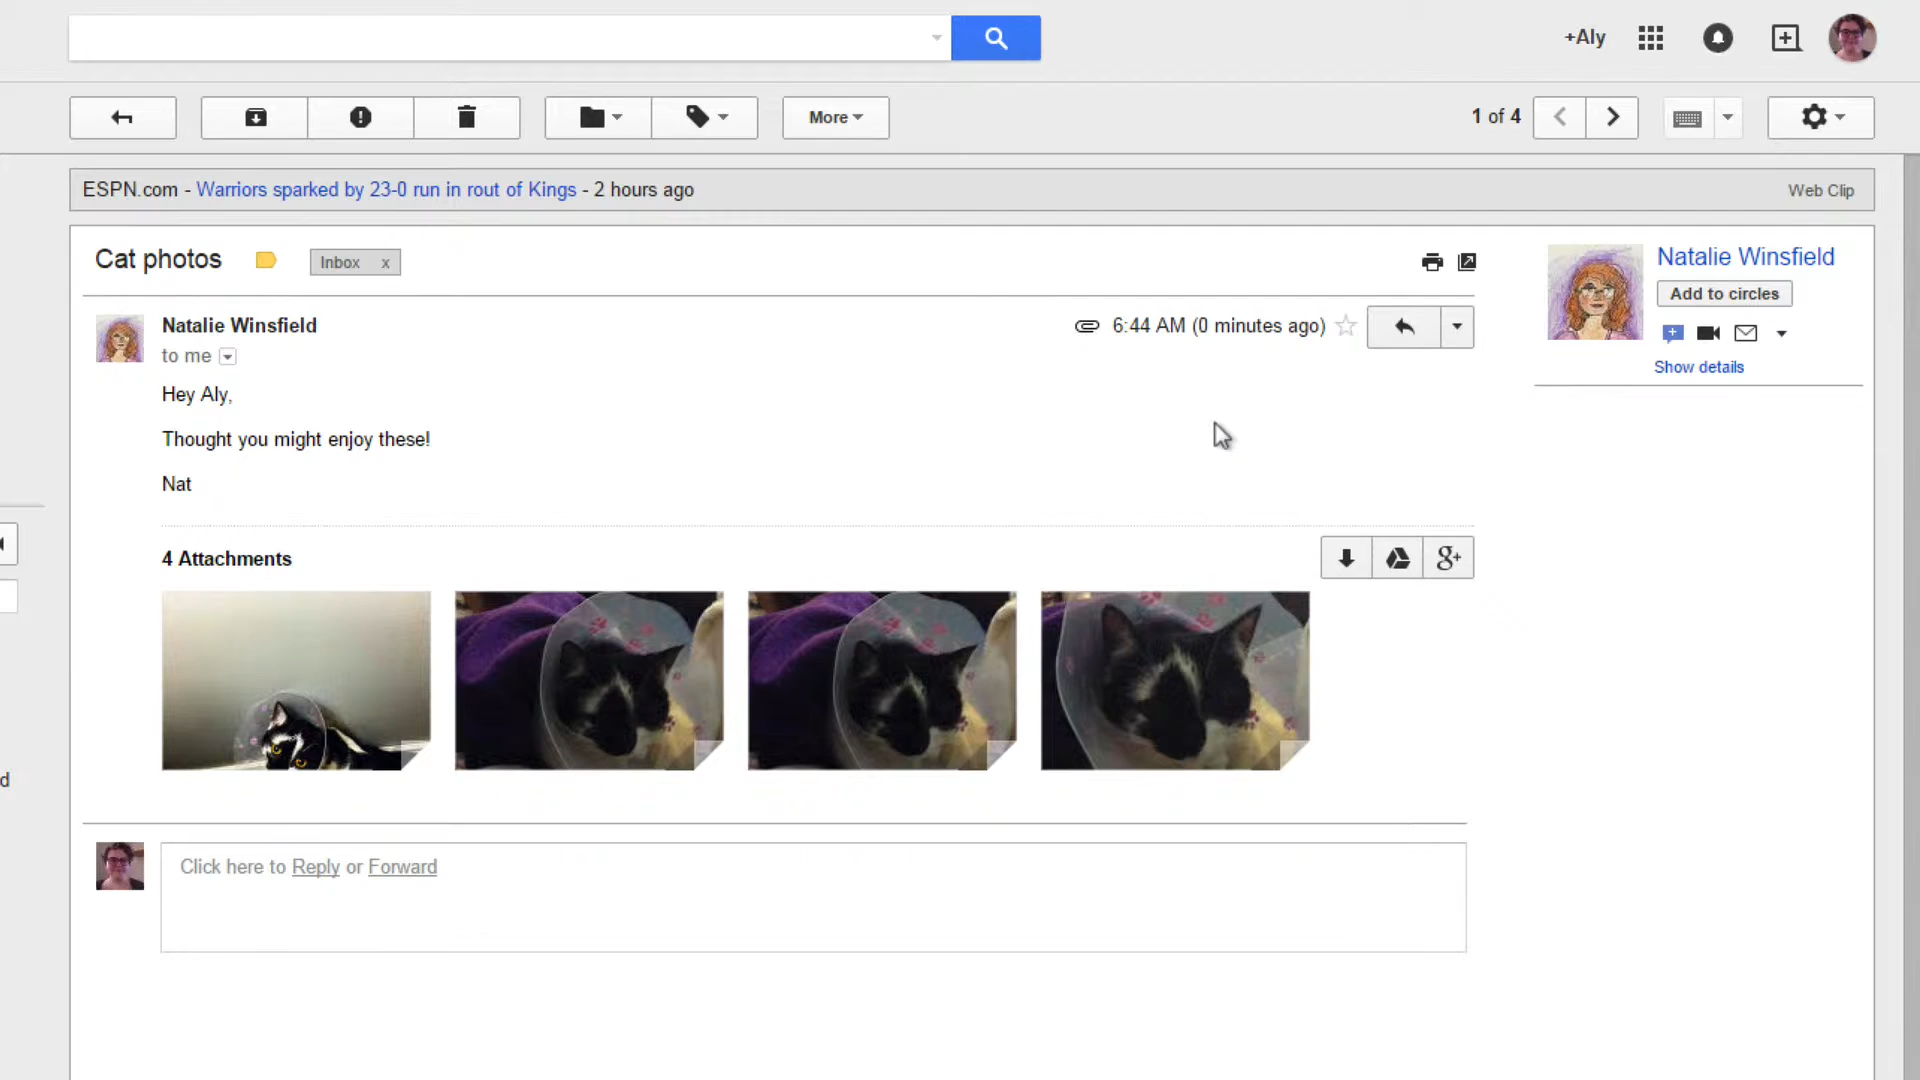 +Aly
More
1 of 4
ESPN.com - Warriors sparked by 23-0 run in rout of Kings - 2 hours ago
Web Clip
Cat photos
Inbox x
Natalie Winsfield
Add to circles
Show details
Natalie Winsfield
6:44 AM (0 minutes ago)
to me
Hey Aly,
Thought you might enjoy these!
Nat
4 Attachments
g+
d
Click here to Reply or Forward